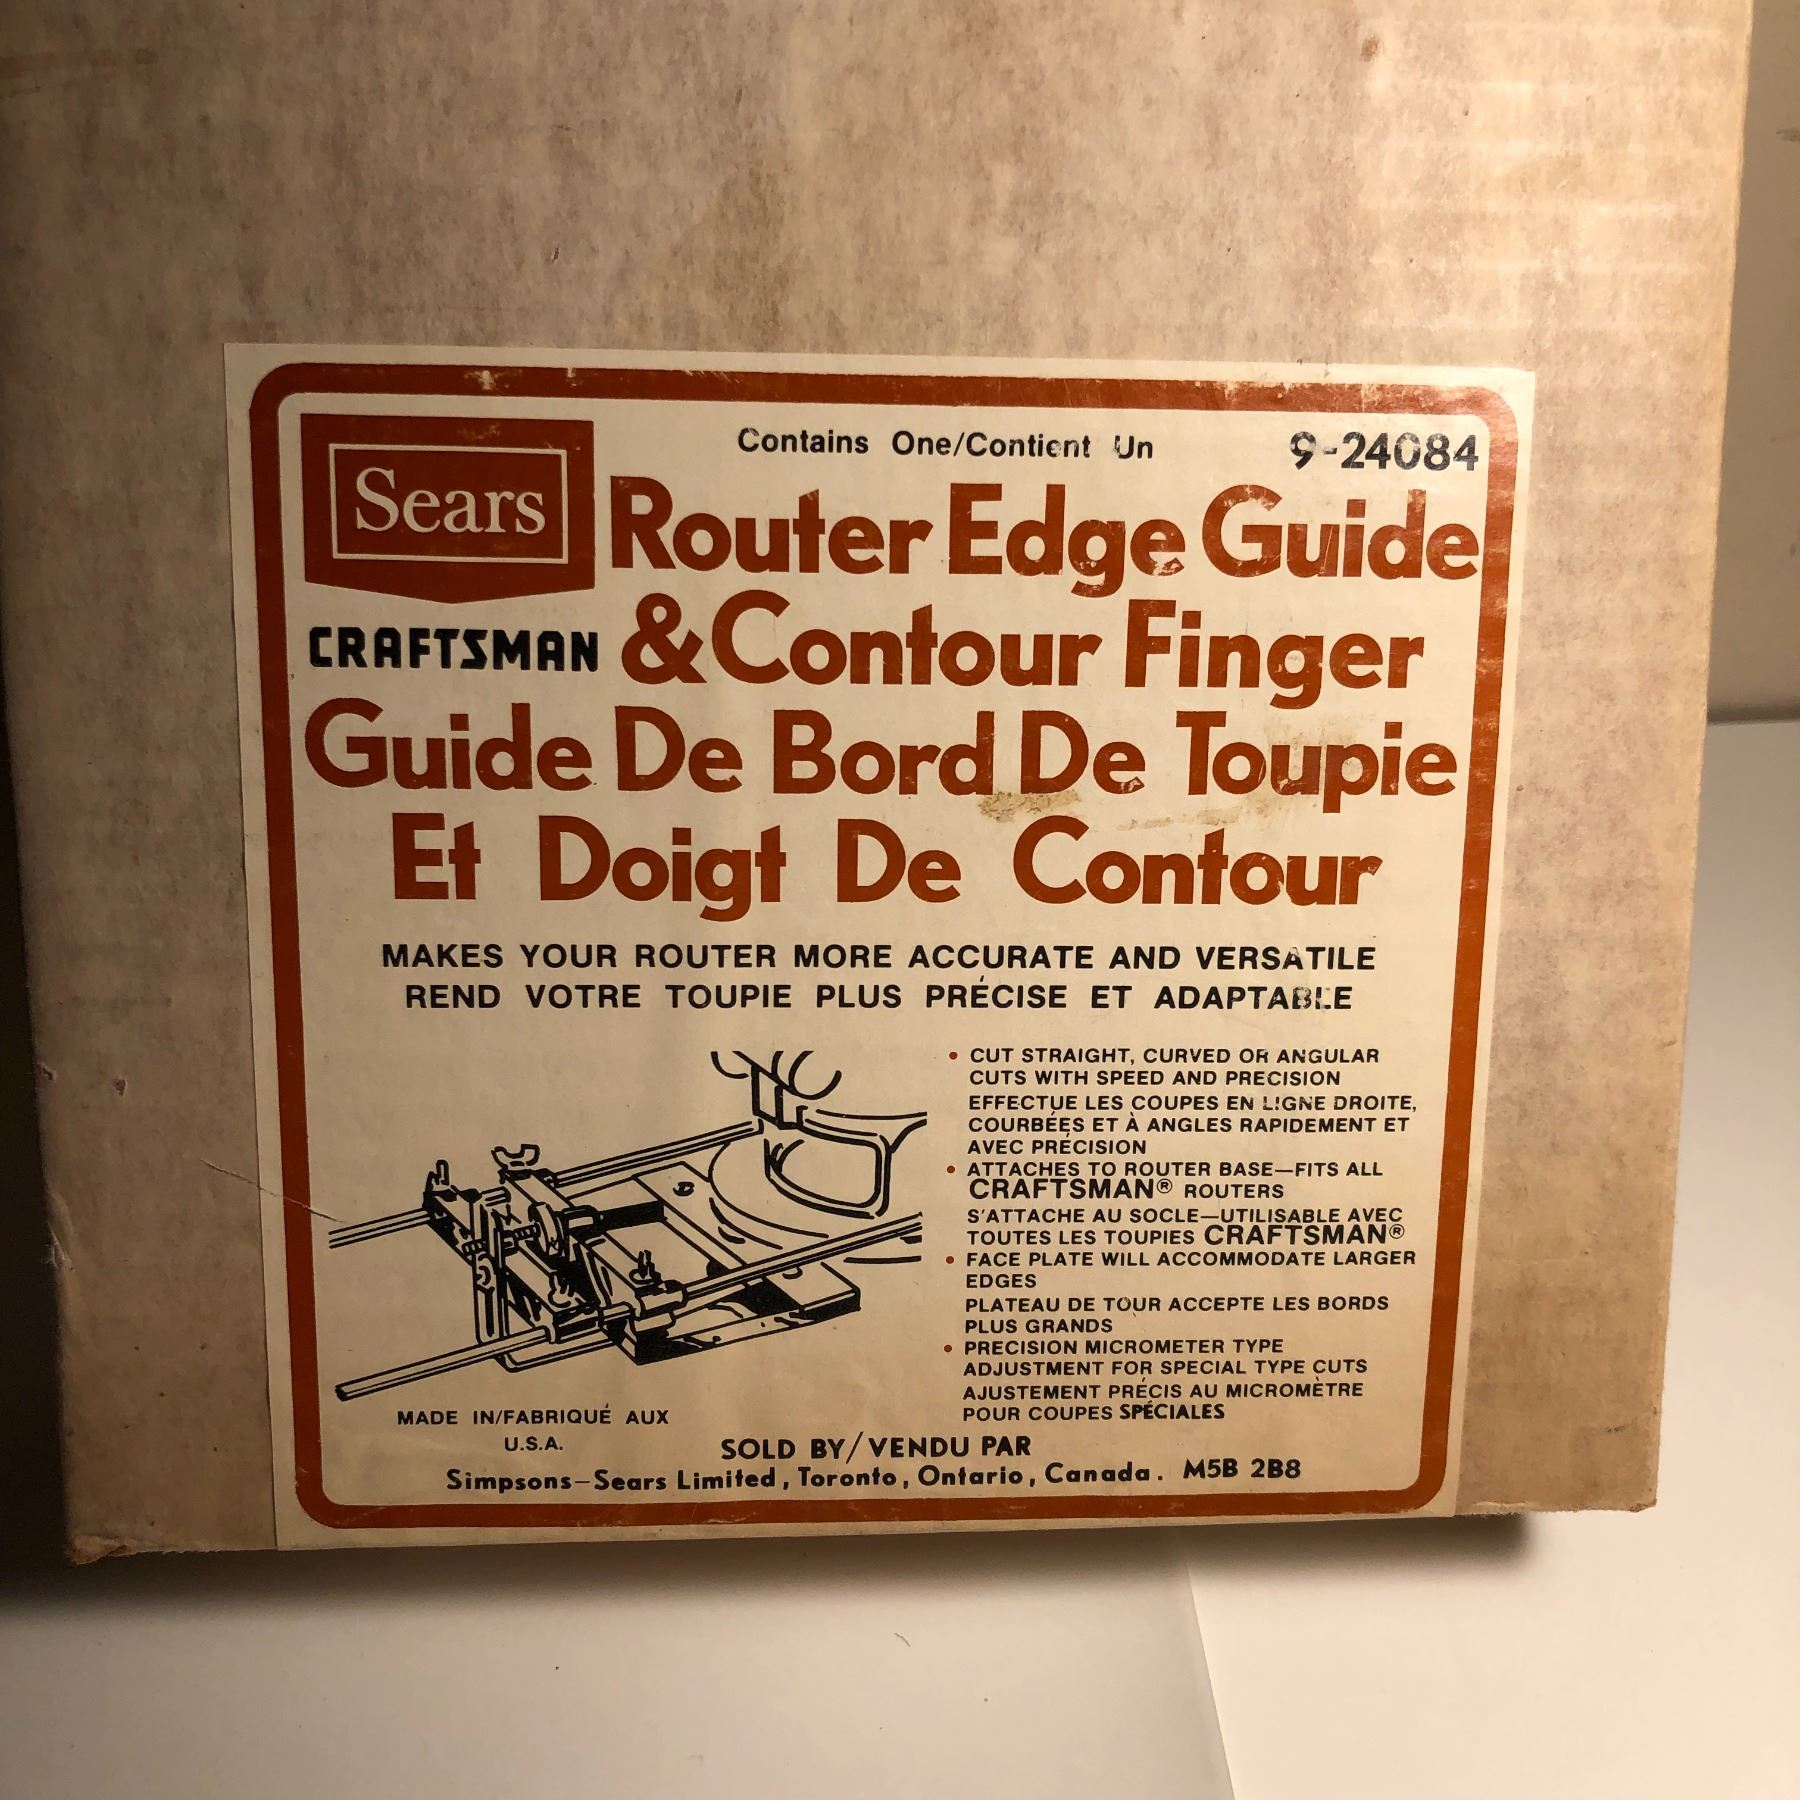 Contains One/Contient Un 9-24084
Sears
Router Edge Guide
CRAFTSMAN & Contour Finger
Guide De Bord De Toupie
Et Doigt De Contour
MAKES YOUR ROUTER MORE ACCURATE AND VERSATILE
REND VOTRE TOUPIE PLUS PRÉCISE ET ADAPTABLE
• CUT STRAIGHT, CURVED OR ANGULAR
CUTS WITH SPEED AND PRECISION
EFFECTUE LES COUPES EN LIGNE DROITE,
COURBÉES ET À ANGLES RAPIDEMENT ET
AVEC PRÉCISION
• ATTACHES TO ROUTER BASE—FITS ALL
CRAFTSMAN® ROUTERS
S'ATTACHE AU SOCLE—UTILISABLE AVEC
TOUTES LES TOUPIES CRAFTSMAN®
• FACE PLATE WILL ACCOMMODATE LARGER
EDGES
PLATEAU DE TOUR ACCEPTE LES BORDS
PLUS GRANDS
• PRECISION MICROMETER TYPE
ADJUSTMENT FOR SPECIAL TYPE CUTS
AJUSTEMENT PRÉCIS AU MICROMÈTRE
POUR COUPES SPÉCIALES
MADE IN/FABRIQUÉ AUX
U.S.A.
SOLD BY/VENDU PAR
Simpsons-Sears Limited, Toronto, Ontario, Canada. M5B 2B8